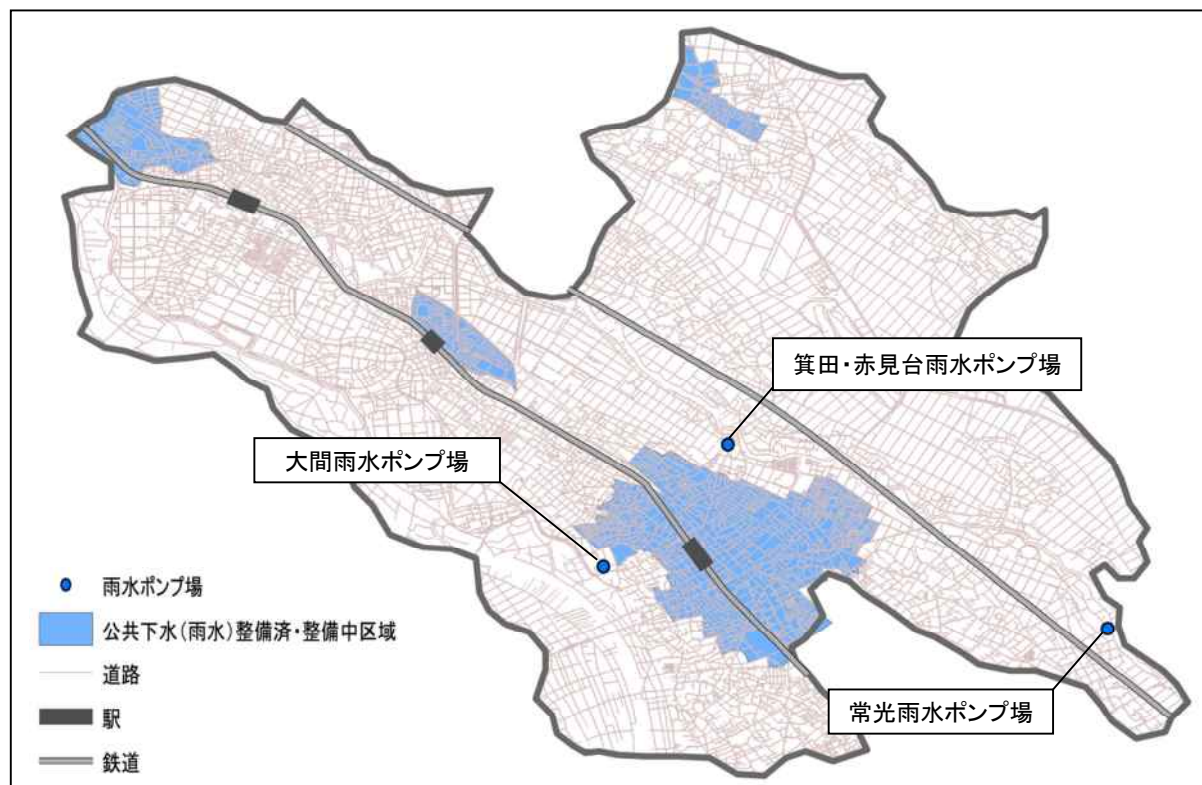 箕田・赤見台雨水ポンプ場
大間雨水ポンプ場
常光雨水ポンプ場
雨水ポンプ場
公共下水(雨水)整備済・整備中区域
道路
駅
鉄道